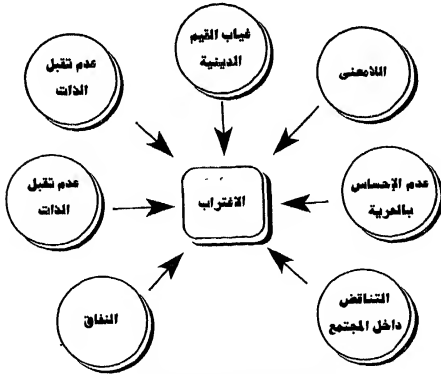 غياب القيم
الدينية
اللامعنى
عدم تقبل
الذات
عدم الإحساس
بالحرية
عدم تقبل
الذات
الاغتراب
التناقض
داخل المجتمع
النفاق